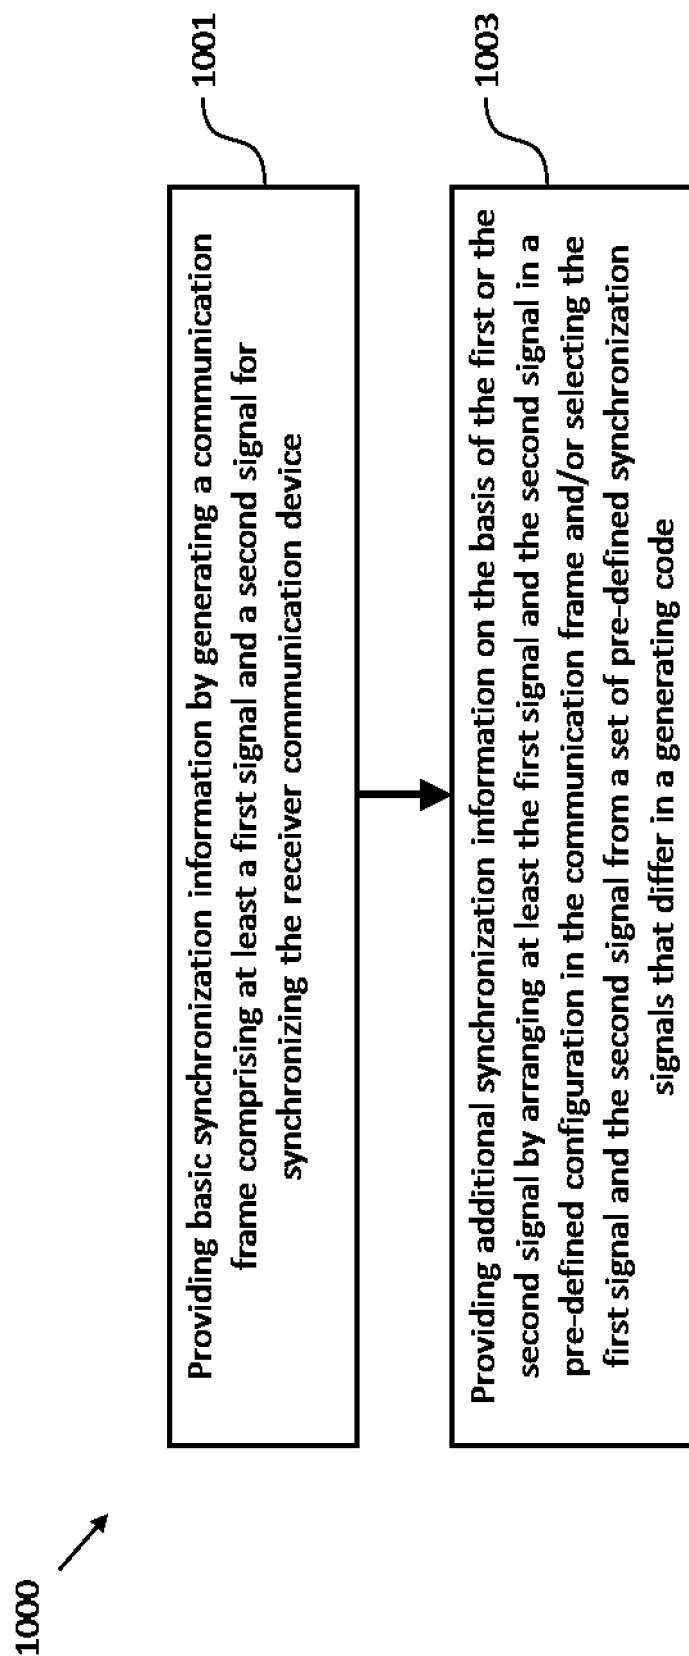 1000
1001
Providing basic synchronization information by generating a communication
frame comprising at least a first signal and a second signal for
synchronizing the receiver communication device
1003
Providing additional synchronization information on the basis of the first or the
second signal by arranging at least the first signal and the second signal in a
pre-defined configuration in the communication frame and/or selecting the
first signal and the second signal from a set of pre-defined synchronization
signals that differ in a generating code